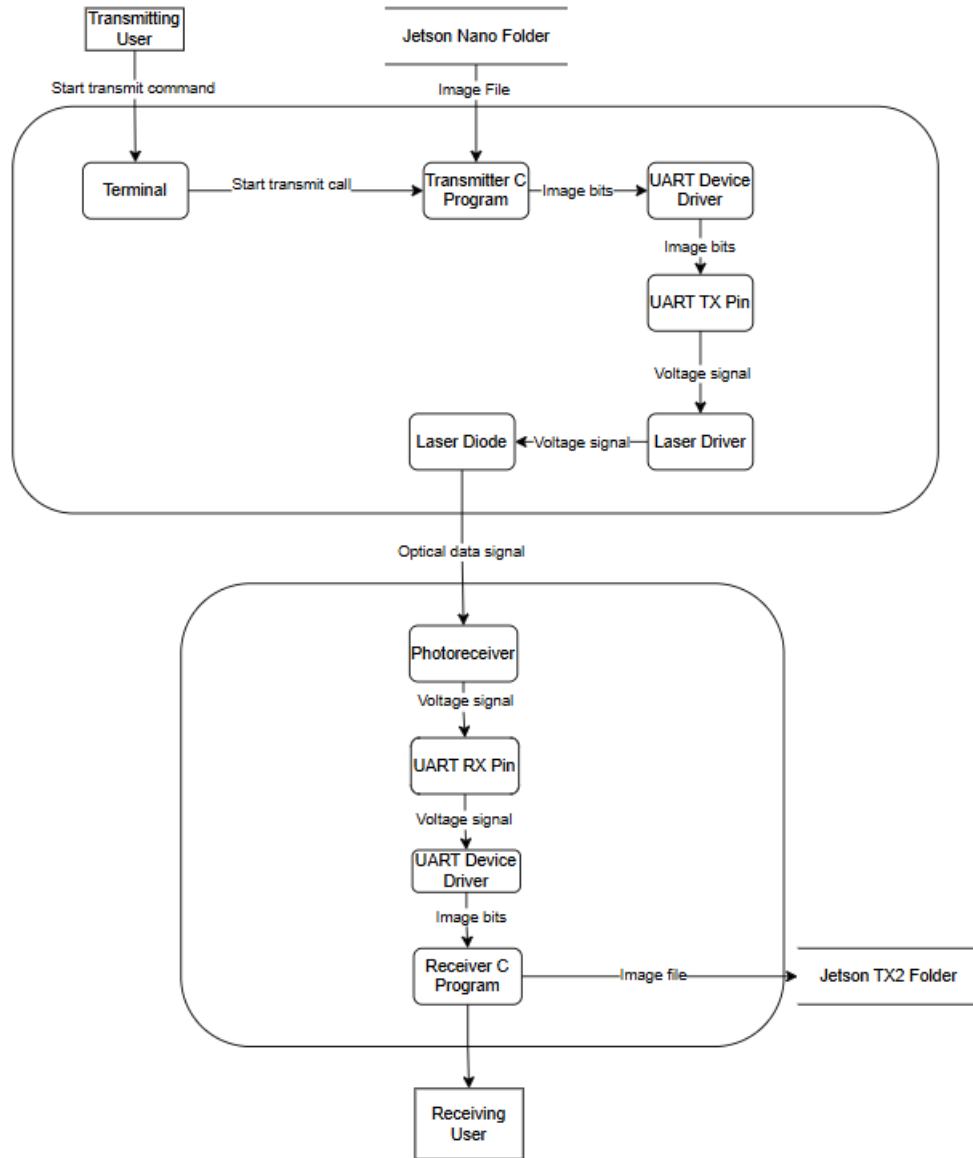 Transmitting
User
Jetson Nano Folder
Start transmit command
Image File
Terminal
Start transmit call
Transmitter C
Program
Image bits
UART Device
Driver
Image bits
UART TX Pin
Voltage signal
Laser Diode
Voltage signal
Laser Driver
Optical data signal
Photoreceiver
Voltage signal
UART RX Pin
Voltage signal
UART Device
Driver
Image bits
Receiver C
Program
Image file
Jetson TX2 Folder
Receiving
User